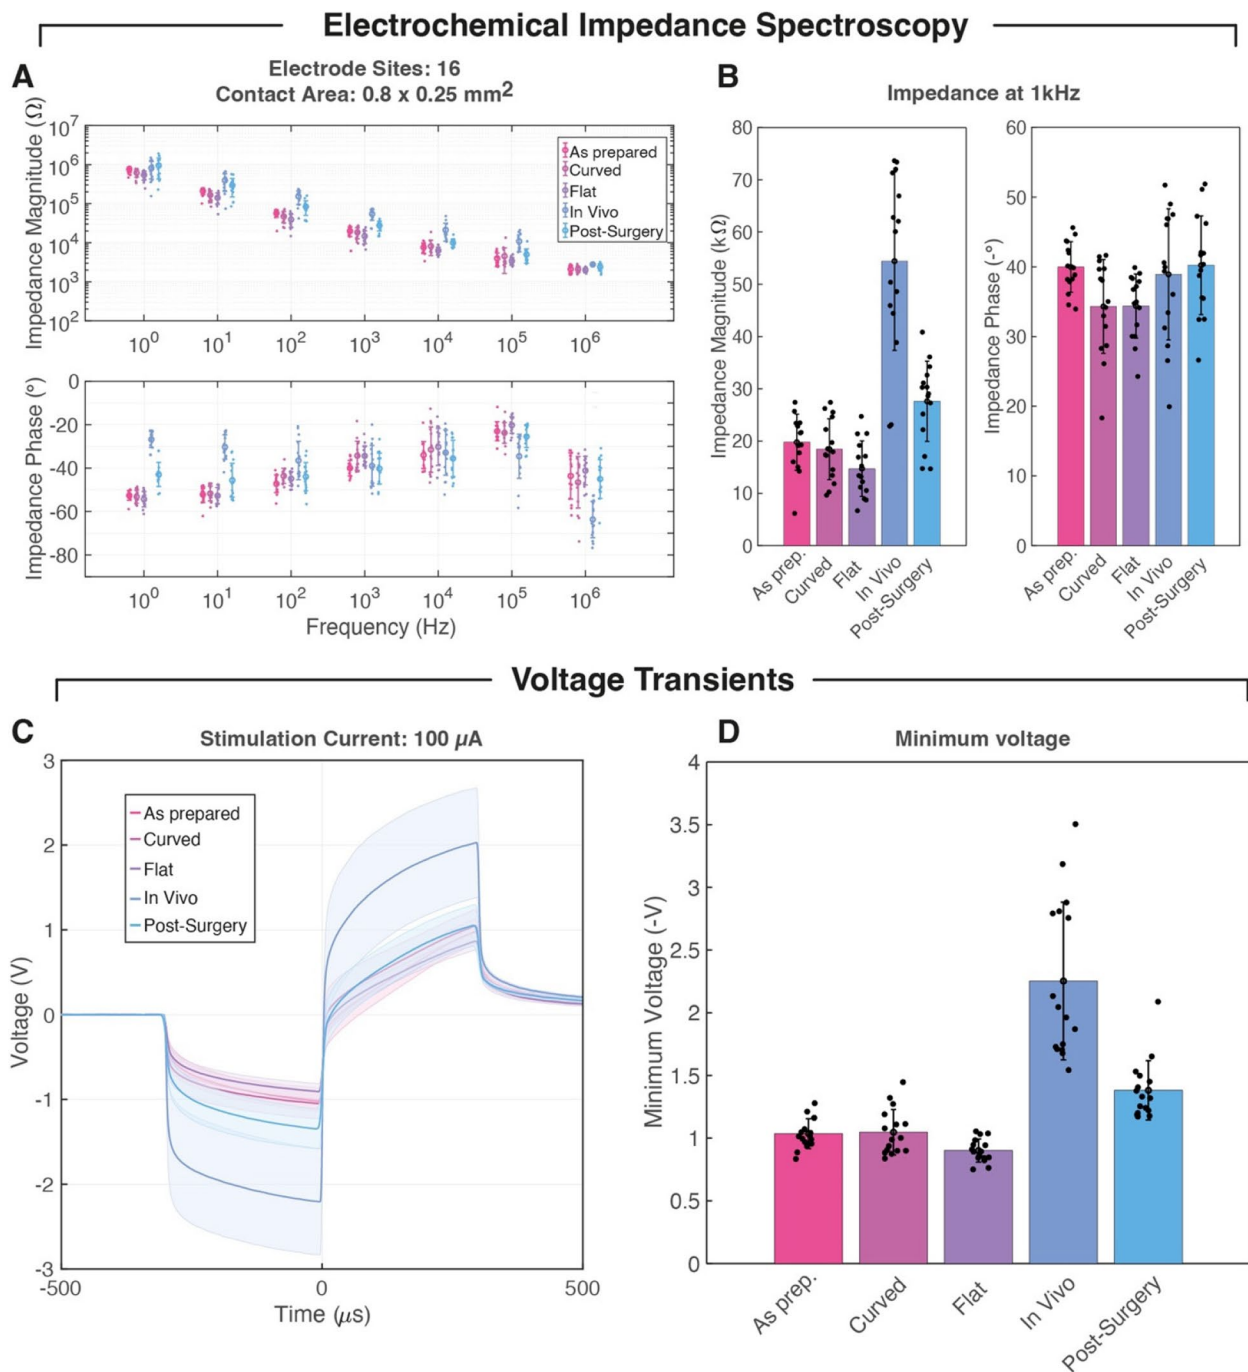 Electrochemical Impedance Spectroscopy
A
Electrode Sites: 16
Contact Area: 0.8 x 0.25 mm²
Impedance Magnitude (Ω)
10⁷
10⁶
10⁵
10⁴
10³
10²
As prepared
Curved
Flat
In Vivo
Post-Surgery
10⁰ 10¹ 10² 10³ 10⁴ 10⁵ 10⁶
Impedance Phase (°)
0
-20
-40
-60
-80
10⁰ 10¹ 10² 10³ 10⁴ 10⁵ 10⁶
Frequency (Hz)
B
Impedance at 1kHz
Impedance Magnitude (kΩ)
80
70
60
50
40
30
20
10
0
As prep. Curved Flat In Vivo Post-Surgery
Impedance Phase (-°)
60
50
40
30
20
10
0
As prep. Curved Flat In Vivo Post-Surgery
Voltage Transients
C
Stimulation Current: 100 μA
Voltage (V)
3
2
1
0
-1
-2
-3
As prepared
Curved
Flat
In Vivo
Post-Surgery
-500 0 500
Time (μs)
D
Minimum voltage
Minimum Voltage (-V)
4
3.5
3
2.5
2
1.5
1
0.5
0
As prep. Curved Flat In Vivo Post-Surgery